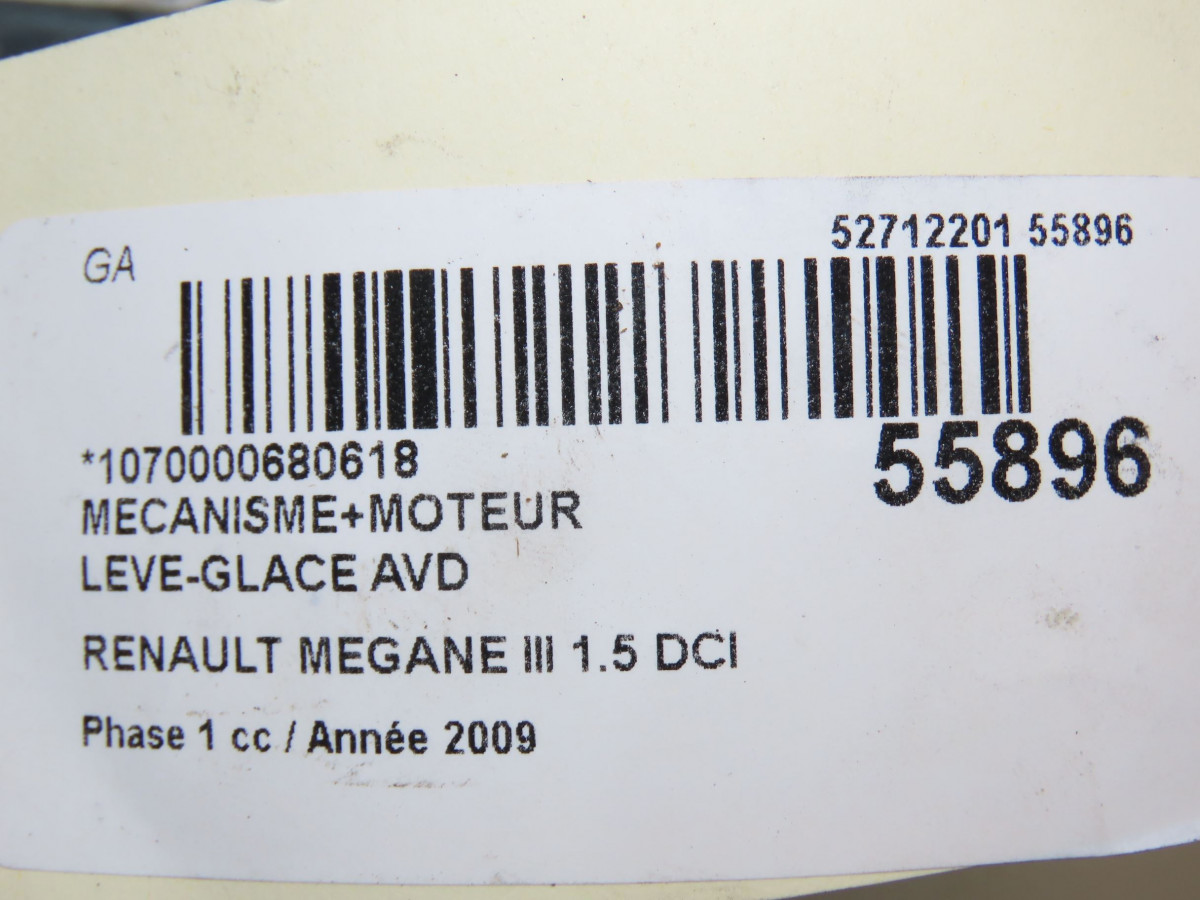 52712201 55896
GA
*1070000680618
55896
MECANISME+MOTEUR
LEVE-GLACE AVD
RENAULT MEGANE III 1.5 DCI
Phase 1 cc / Année 2009